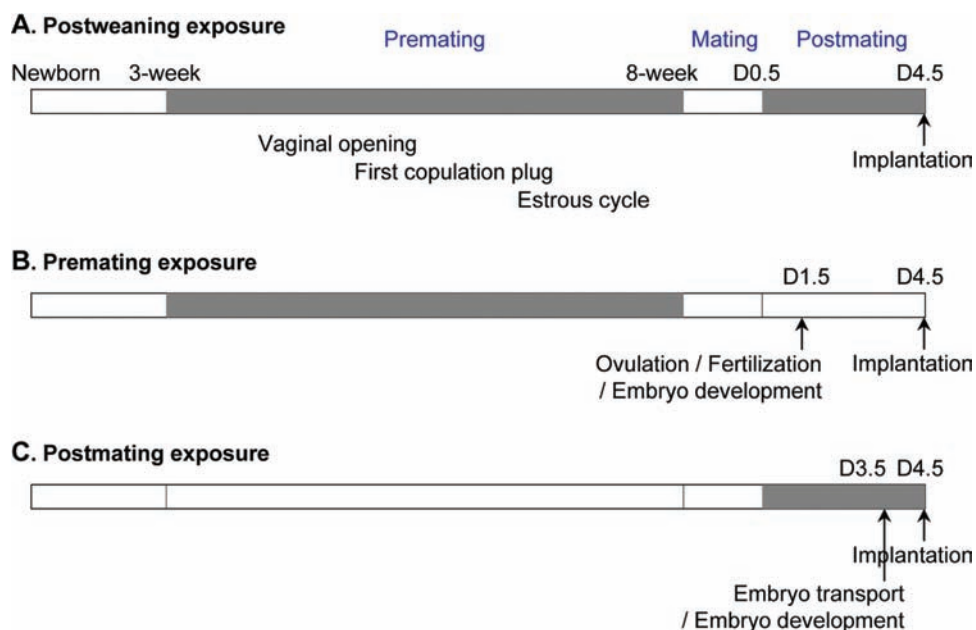 A. Postweaning exposure
Premating Mating Postmating
Newborn 3-week 8-week D0.5 D4.5
Implantation
Vaginal opening
First copulation plug
Estrous cycle
B. Premating exposure
D1.5 D4.5
Ovulation / Fertilization
/ Embryo development
Implantation
C. Postmating exposure
D3.5 D4.5
Implantation
Embryo transport
/ Embryo development